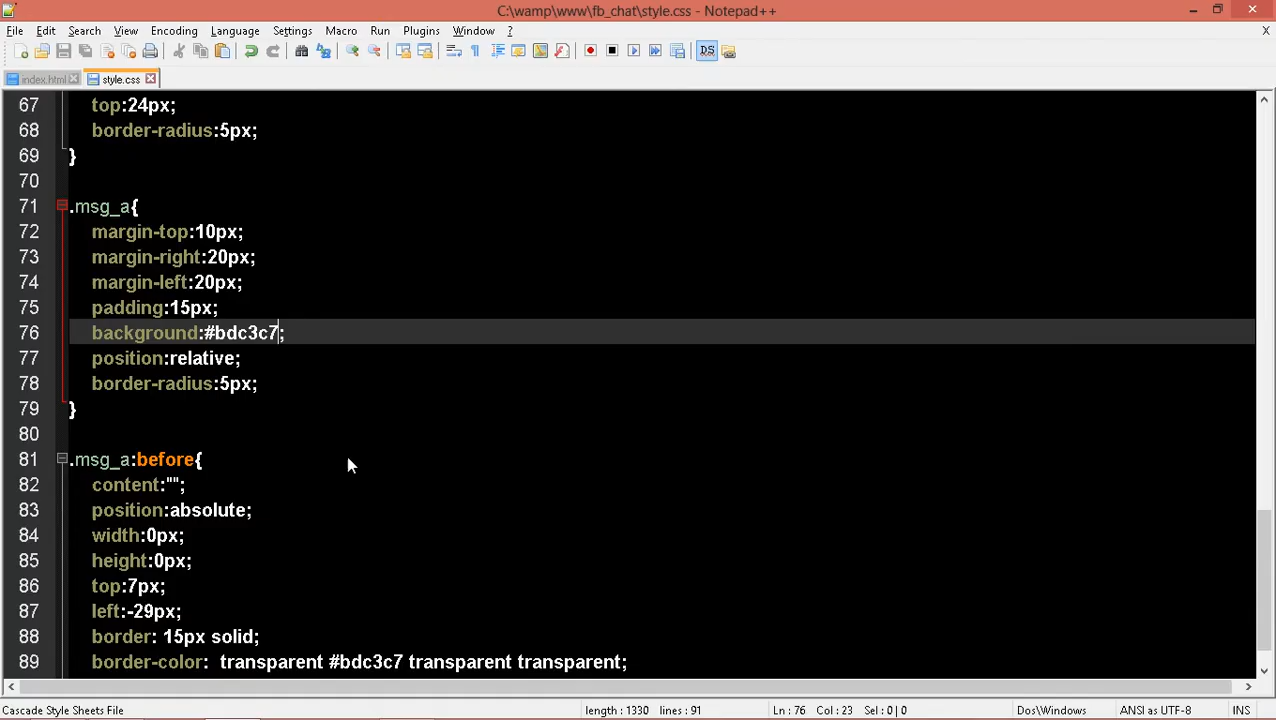 C:\wamp\www\fb_chat\style.css - Notepad++
File Edit Search View Encoding Language Settings Macro Run Plugins Window ? X
index.html style.css
67 top:24px;
68 border-radius:5px;
69 }
70
71 .msg_a{
72 margin-top:10px;
73 margin-right:20px;
74 margin-left:20px;
75 padding:15px;
76 background:#bdc3c7;
77 position:relative;
78 border-radius:5px;
79 }
80
81 .msg_a:before{
82 content:"";
83 position:absolute;
84 width:0px;
85 height:0px;
86 top:7px;
87 left:-29px;
88 border: 15px solid;
89 border-color:  transparent #bdc3c7 transparent transparent;
Cascade Style Sheets File length : 1330 lines : 91 Ln : 76 Col : 23 Sel : 0 | 0 Dos\Windows ANSI as UTF-8 INS